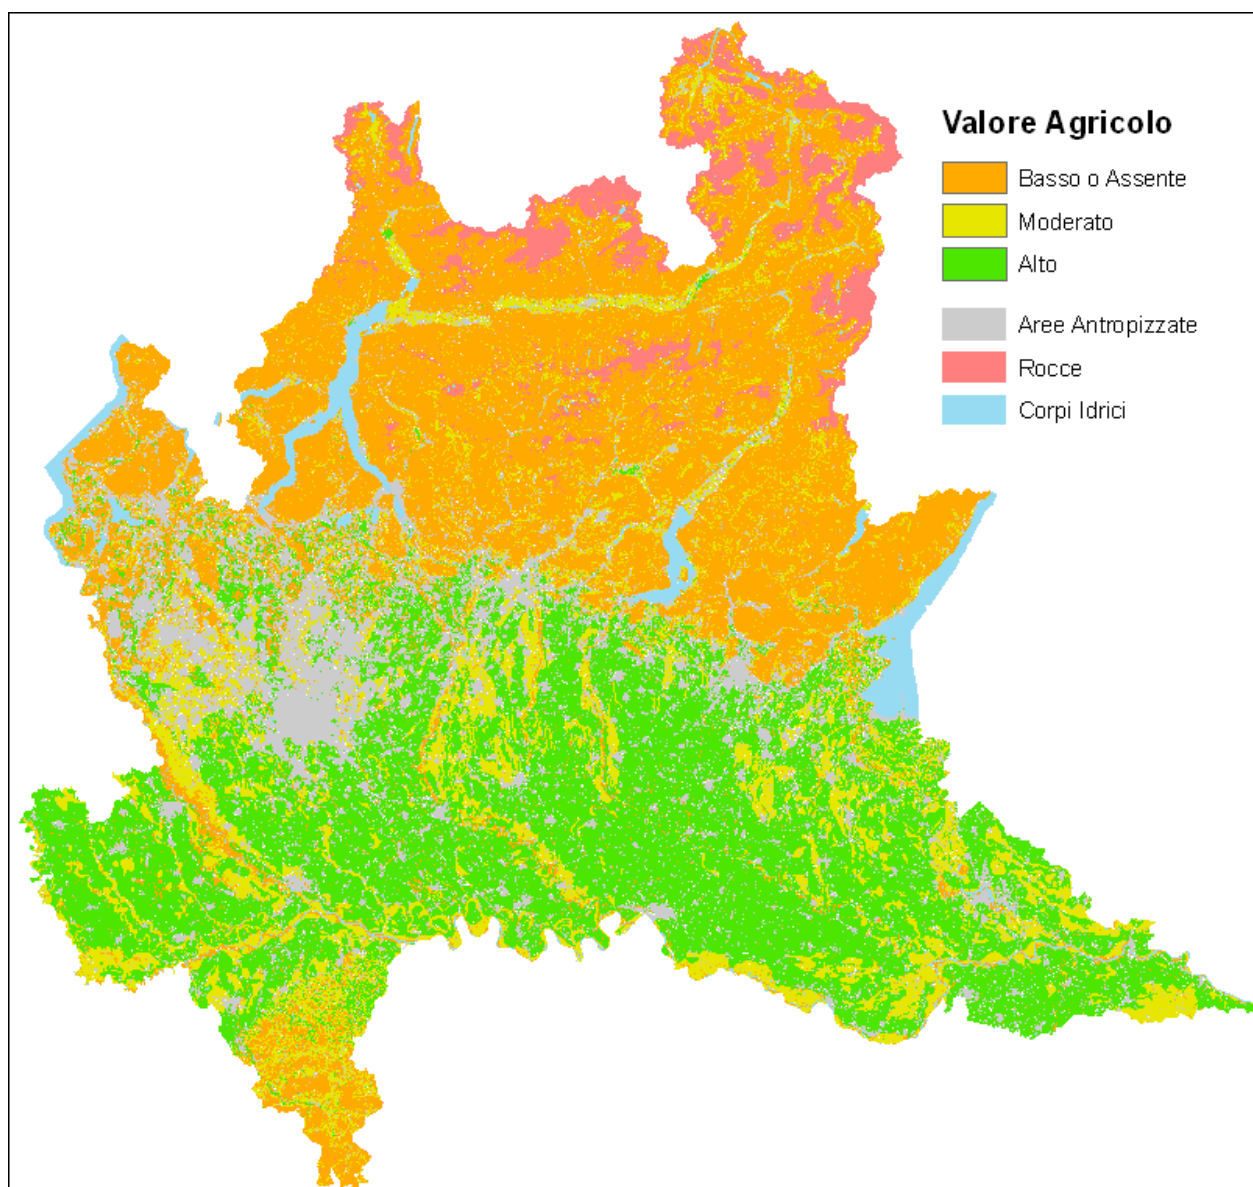 Valore Agricolo
Basso o Assente
Moderato
Alto
Aree Antropizzate
Rocce
Corpi Idrici